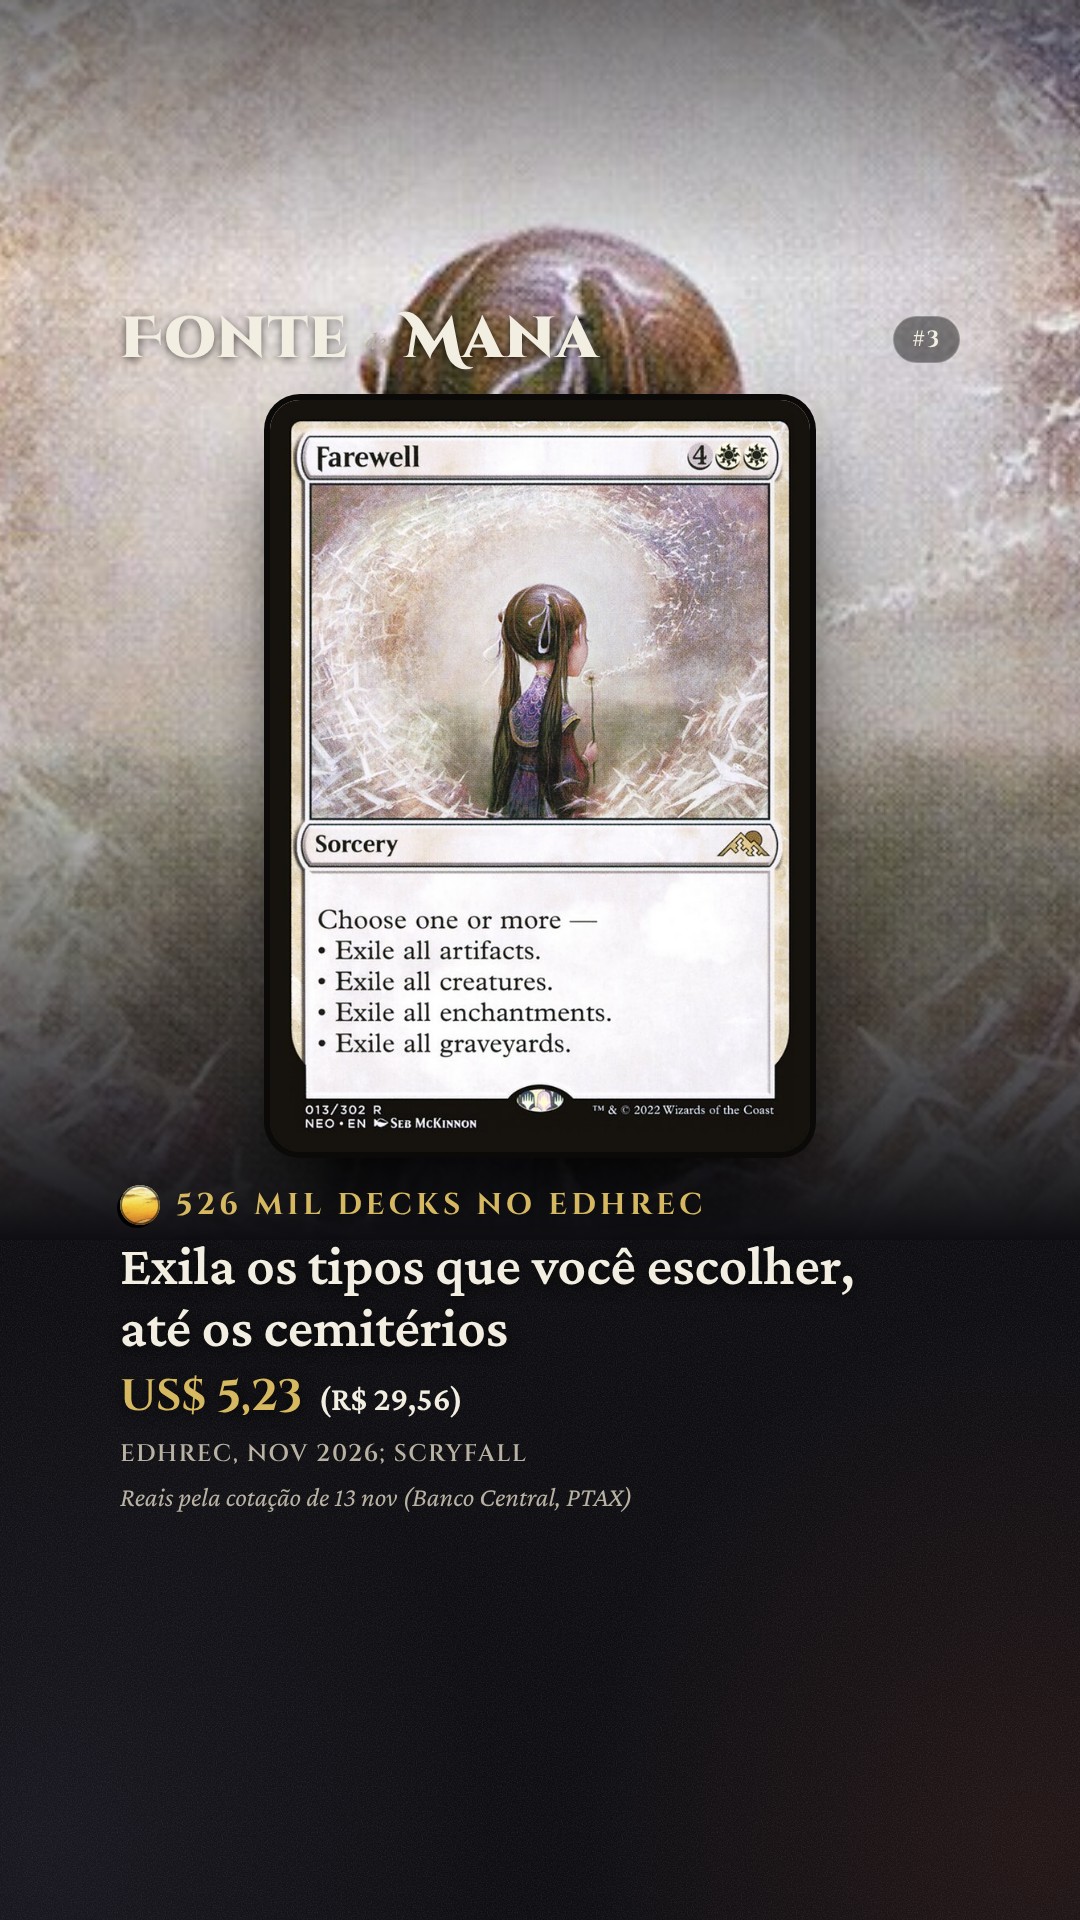 FONTE MANA
#3
Farewell
4
Sorcery
Choose one or more —
• Exile all artifacts.
• Exile all creatures.
• Exile all enchantments.
• Exile all graveyards.
013/302 R
NEO • EN SEB MCKINNON
™ & © 2022 Wizards of the Coast
526 MIL DECKS NO EDHREC
Exila os tipos que você escolher,
até os cemitérios
US$ 5,23 (R$ 29,56)
EDHREC, NOV 2026; SCRYFALL
Reais pela cotação de 13 nov (Banco Central, PTAX)